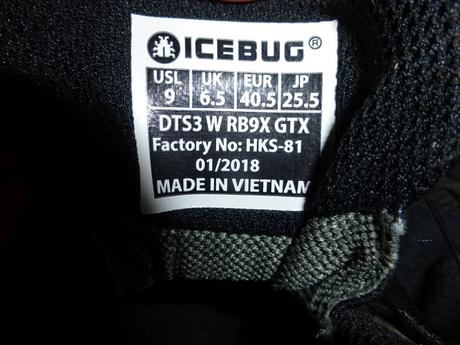 ICEBUG®
USL UK EUR JP
9 6.5 40.5 25.5
DTS3 W RB9X GTX
Factory No: HKS-81
01/2018
MADE IN VIETNAM